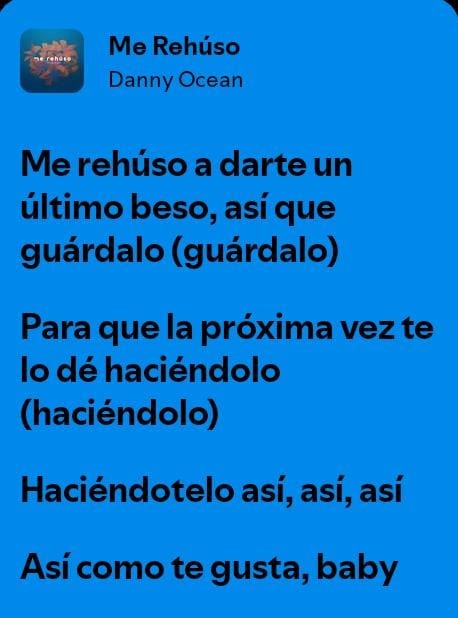 me rehúso
Me Rehúso
Danny Ocean
Me rehúso a darte un
último beso, así que
guárdalo (guárdalo)
Para que la próxima vez te
lo dé haciéndolo
(haciéndolo)
Haciéndotelo así, así, así
Así como te gusta, baby